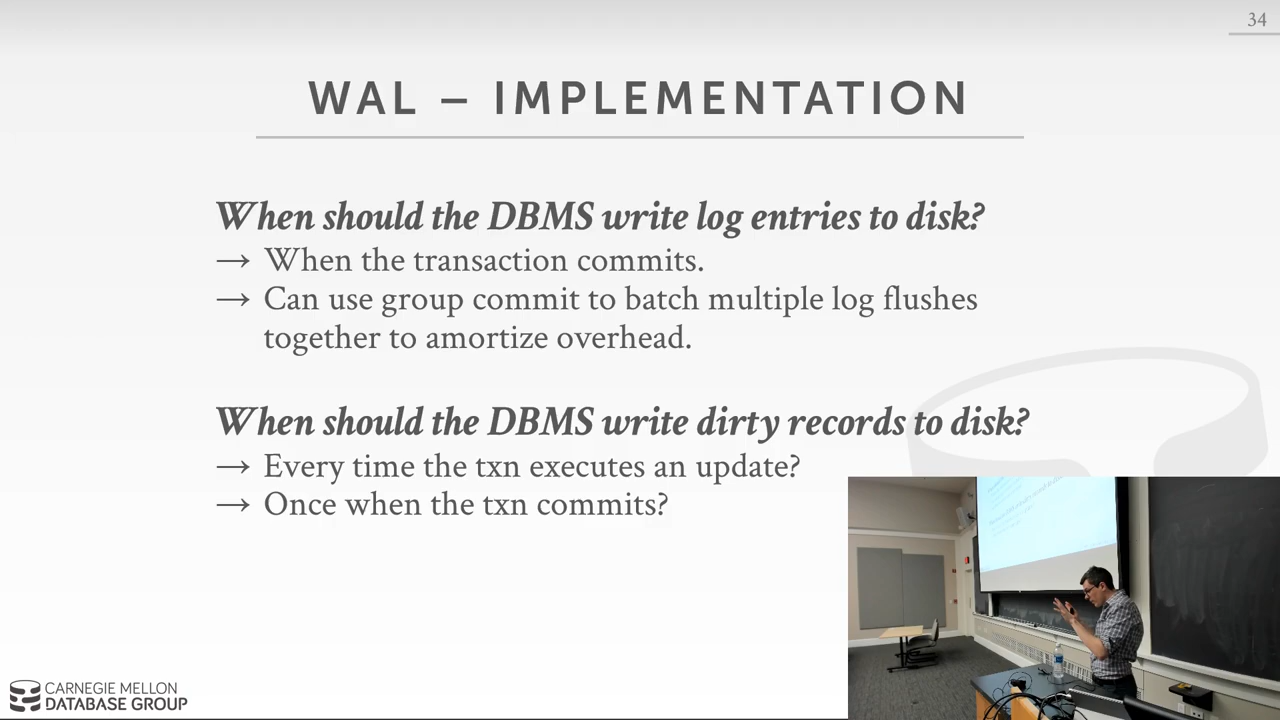 34
WAL – IMPLEMENTATION
When should the DBMS write log entries to disk?
→ When the transaction commits.
→ Can use group commit to batch multiple log flushes
together to amortize overhead.
When should the DBMS write dirty records to disk?
→ Every time the txn executes an update?
→ Once when the txn commits?
CARNEGIE MELLON
DATABASE GROUP